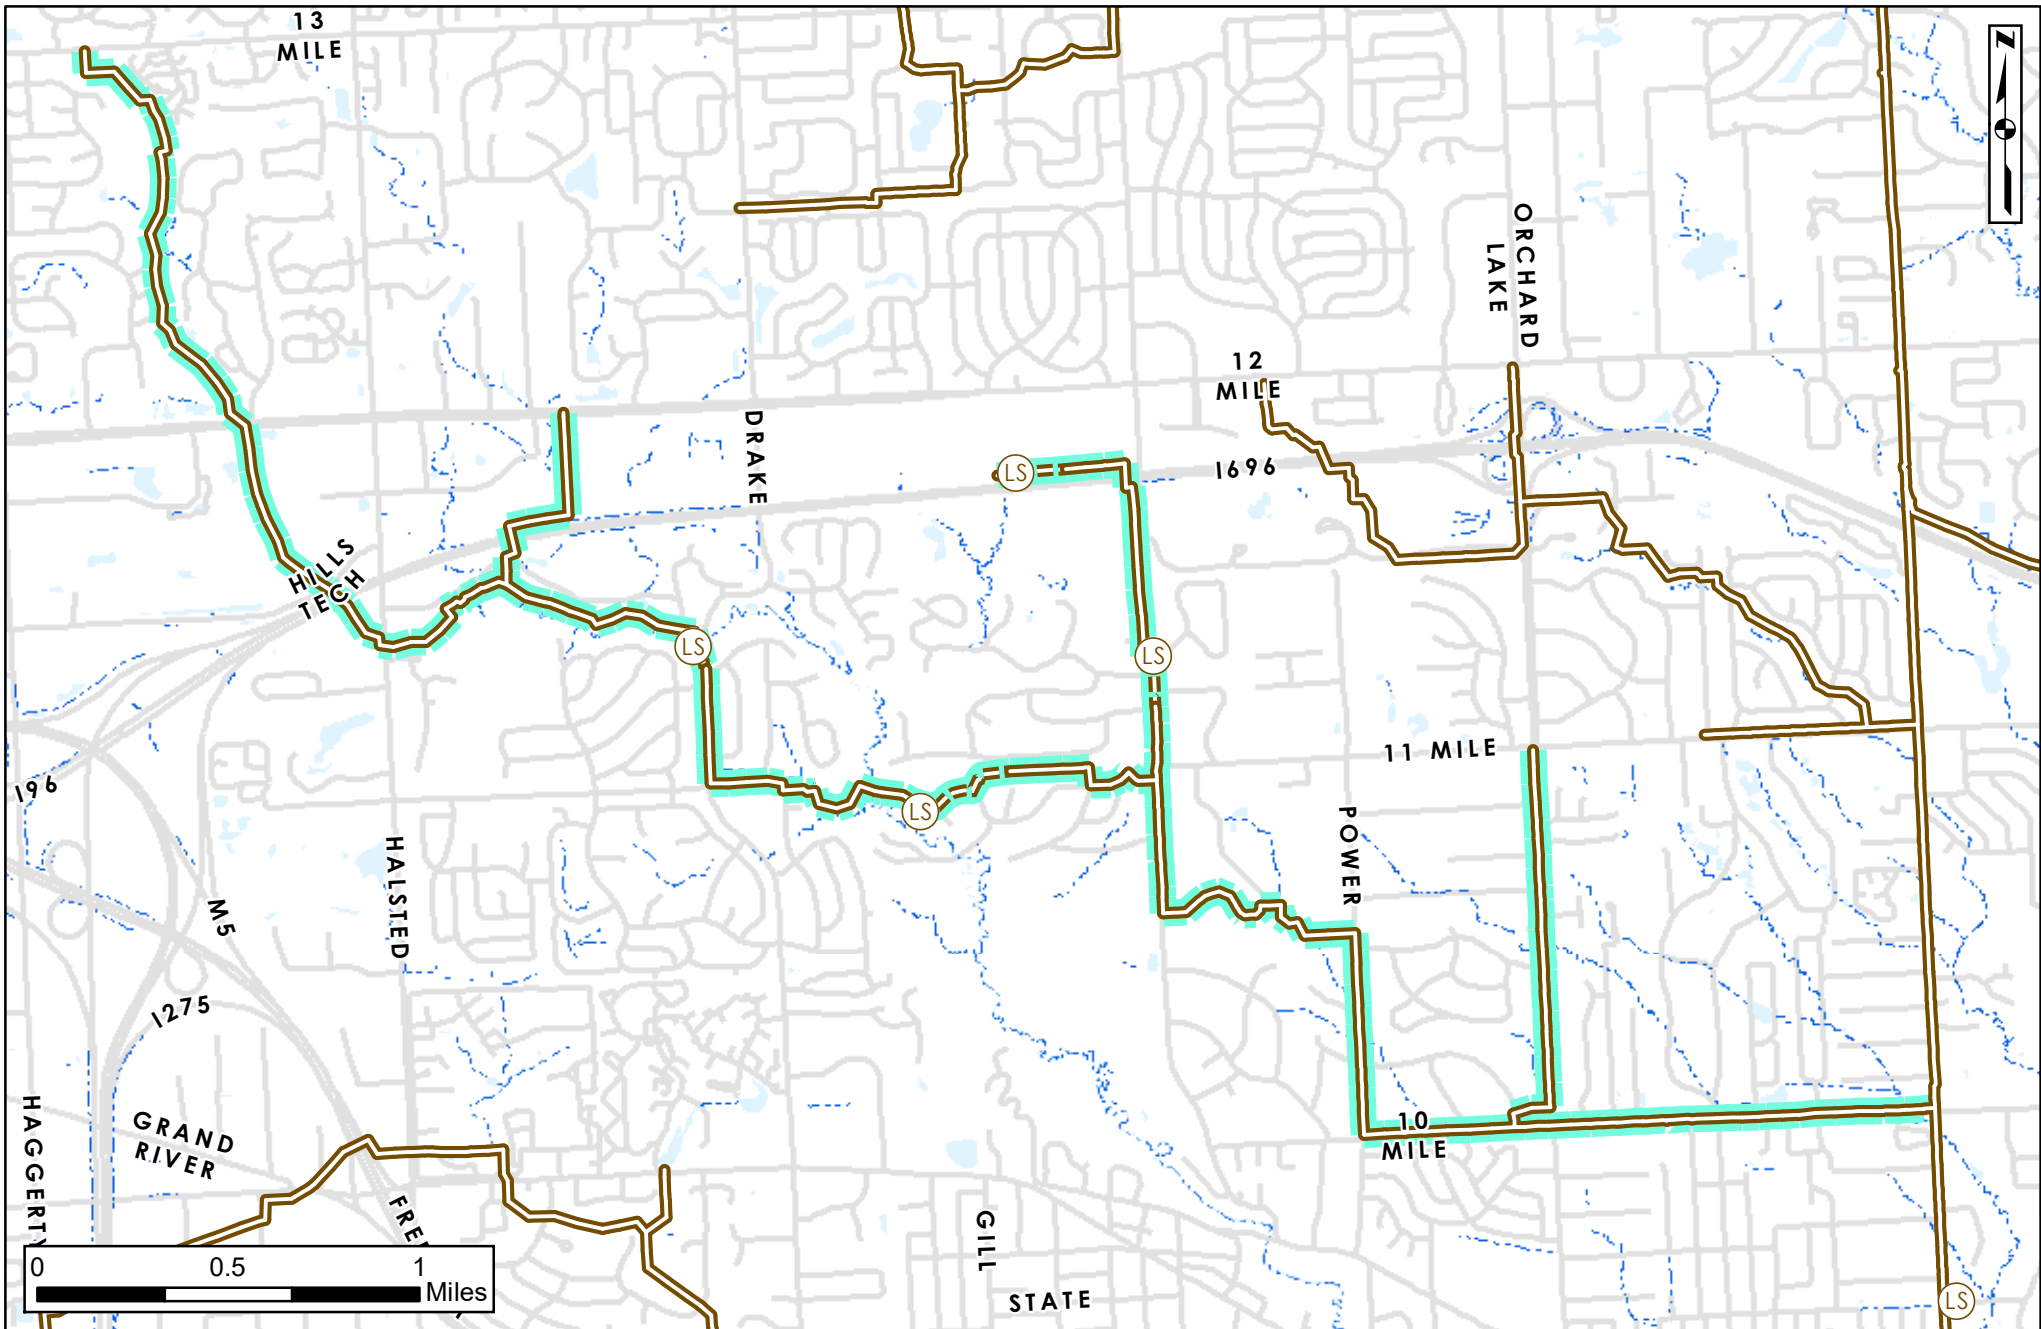 13
MILE
N
ORCHARD
LAKE
12
MILE
DRAKE
I696
LS
HILLS
TECH
LS
LS
11 MILE
I96
LS
POWER
HALSTED
M5
I275
HAGGERTY
GRAND
RIVER
10
MILE
GILL
STATE
0 0.5 1
Miles
LS